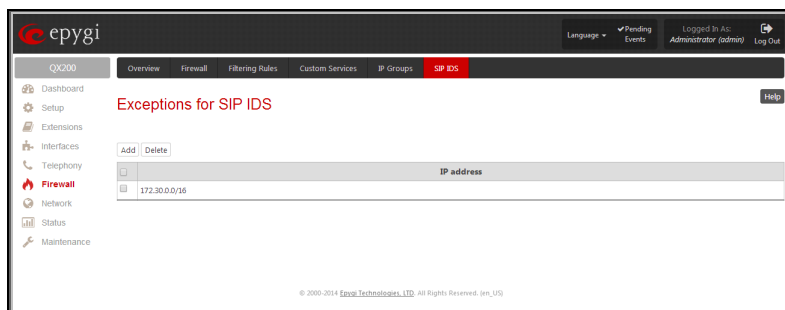 epygi
Language
Pending Events
Logged In As:
Administrator (admin)
Log Out
QX200
Overview
Firewall
Filtering Rules
Custom Services
IP Groups
SIP IDS
Dashboard
Setup
Extensions
Interfaces
Telephony
Firewall
Network
Status
Maintenance
Exceptions for SIP IDS
Help
Add
Delete
IP address
172.30.0.0/16
© 2000-2014 Epygi Technologies, LTD. All Rights Reserved. (en_US)